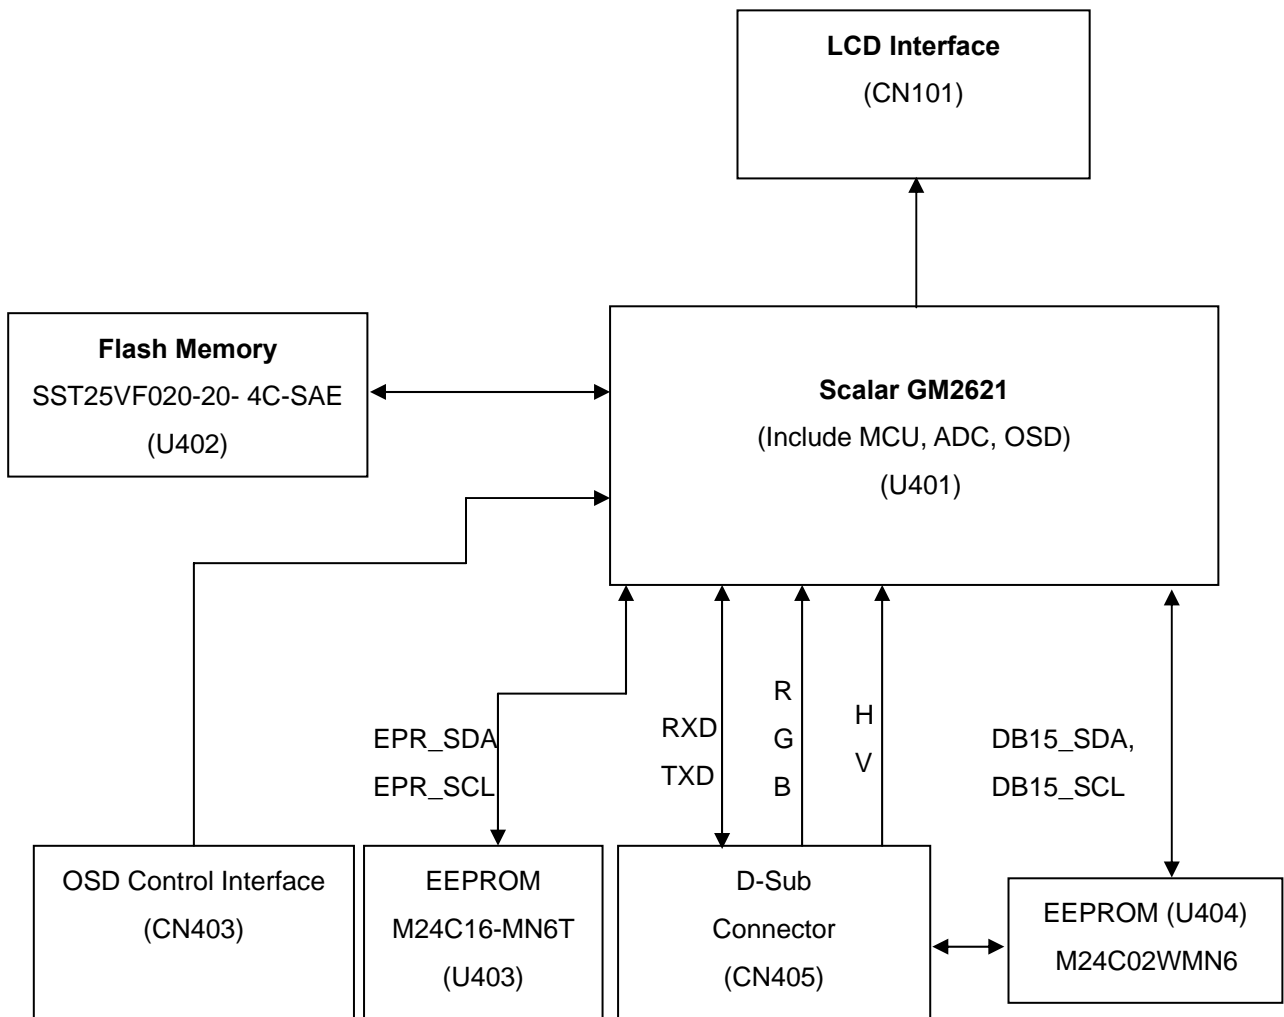 LCD Interface
(CN101)
Flash Memory
SST25VF020-20- 4C-SAE
(U402)
Scalar GM2621
(Include MCU, ADC, OSD)
(U401)
EPR_SDA
EPR_SCL
RXD
TXD
R
G
B
H
V
DB15_SDA,
DB15_SCL
OSD Control Interface
(CN403)
EEPROM
M24C16-MN6T
(U403)
D-Sub
Connector
(CN405)
EEPROM (U404)
M24C02WMN6